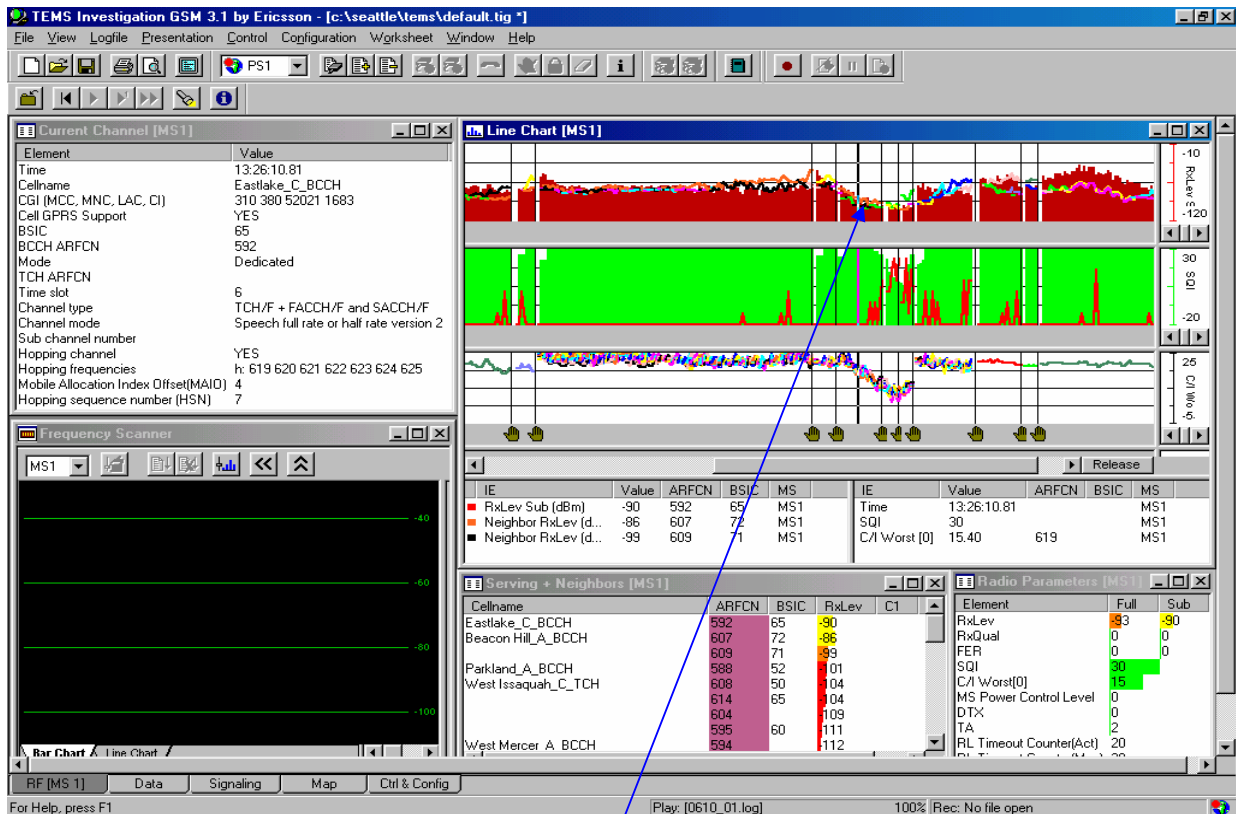 TEMS Investigation GSM 3.1 by Ericsson - [c:\seattle\tems\default.tig *]
File View Logfile Presentation Control Configuration Worksheet Window Help
PS1
Current Channel [MS1]
Element Value
Time 13:26:10.81
Cellname Eastlake_C_BCCH
CGI (MCC, MNC, LAC, CI) 310 380 52021 1683
Cell GPRS Support YES
BSIC 65
BCCH ARFCN 592
Mode Dedicated
TCH ARFCN
Time slot 6
Channel type TCH/F + FACCH/F and SACCH/F
Channel mode Speech full rate or half rate version 2
Sub channel number
Hopping channel YES
Hopping frequencies h: 619 620 621 622 623 624 625
Mobile Allocation Index Offset(MAIO) 4
Hopping sequence number (HSN) 7
Line Chart [MS1]
-10
RxLev S
-120
30
SQI
-20
25
C/I Wo
-5.
Release
IE Value ARFCN BSIC MS
RxLev Sub (dBm) -90 592 65 MS1
Neighbor RxLev (d... -86 607 72 MS1
Neighbor RxLev (d... -99 609 71 MS1
IE Value ARFCN BSIC MS
Time 13:26:10.81 MS1
SQI 30 MS1
C/I Worst [0] 15.40 619 MS1
Frequency Scanner
MS1
-40
-60
-80
-100
Bar Chart Line Chart
Serving + Neighbors [MS1]
Cellname ARFCN BSIC RxLev C1
Eastlake_C_BCCH 592 65 -90
Beacon Hill_A_BCCH 607 72 -86
609 71 -99
Parkland_A_BCCH 588 52 -101
West Issaquah_C_TCH 608 50 -104
614 65 -104
604 -109
595 60 -111
West Mercer_A_BCCH 594 -112
Radio Parameters [MS1]
Element Full Sub
RxLev -93 -90
RxQual 0 0
FER 0 0
SQI 30
C/I Worst[0] 15
MS Power Control Level 0
DTX 0
TA 2
RL Timeout Counter(Act) 20
RF [MS 1] Data Signaling Map Ctrl & Config
For Help, press F1 Play: [0610_01.log] 100% Rec: No file open